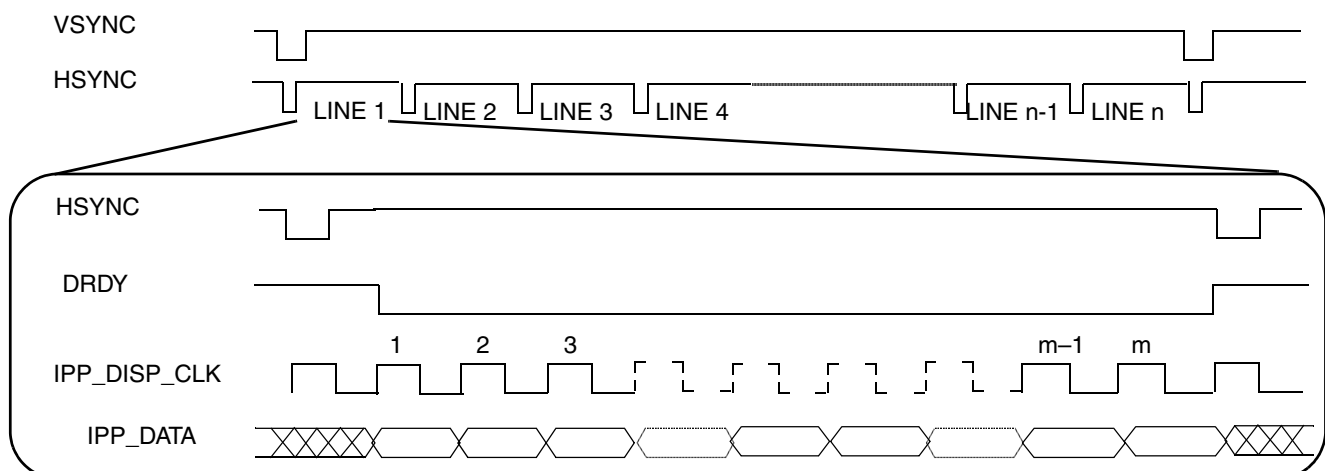 VSYNC
HSYNC
LINE 1 LINE 2 LINE 3 LINE 4 LINE n-1 LINE n
HSYNC
DRDY
1 2 3 m–1 m
IPP_DISP_CLK
IPP_DATA